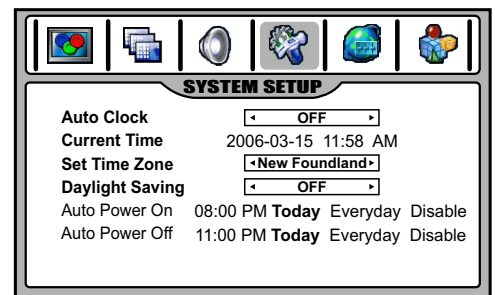 SYSTEM SETUP
Auto Clock OFF
Current Time 2006-03-15 11:58 AM
Set Time Zone New Foundland
Daylight Saving OFF
Auto Power On 08:00 PM Today Everyday Disable
Auto Power Off 11:00 PM Today Everyday Disable